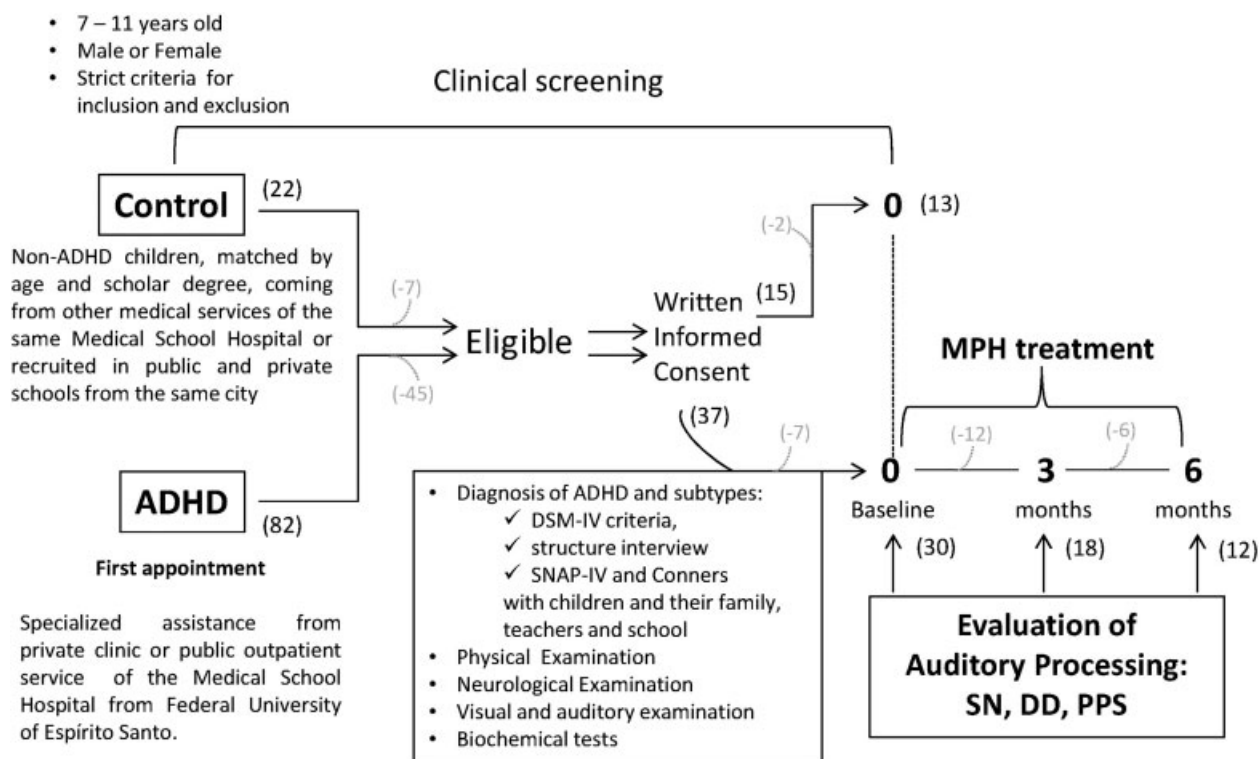 • 7 – 11 years old
• Male or Female
• Strict criteria for
inclusion and exclusion
Clinical screening
Control
(22)
Non-ADHD children, matched by
age and scholar degree, coming
from other medical services of the
same Medical School Hospital or
recruited in public and private
schools from the same city
(-7)
(-45)
Eligible
Written
Informed
Consent
(15)
(-2)
0 (13)
(37)
(-7)
ADHD
(82)
First appointment
Specialized assistance from
private clinic or public outpatient
service of the Medical School
Hospital from Federal University
of Espírito Santo.
• Diagnosis of ADHD and subtypes:
✓ DSM-IV criteria,
✓ structure interview
✓ SNAP-IV and Conners
with children and their family,
teachers and school
• Physical Examination
• Neurological Examination
• Visual and auditory examination
• Biochemical tests
MPH treatment
(-12)
(-6)
0 3 6
Baseline months months
(30) (18) (12)
Evaluation of
Auditory Processing:
SN, DD, PPS